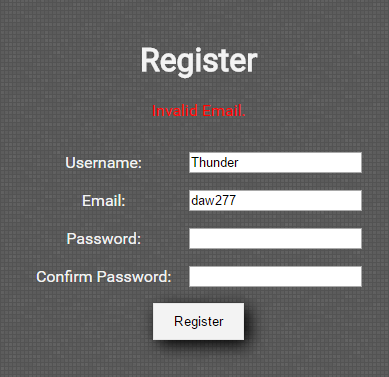 Register
Invalid Email.
Username: Thunder
Email: daw277
Password:
Confirm Password:
Register